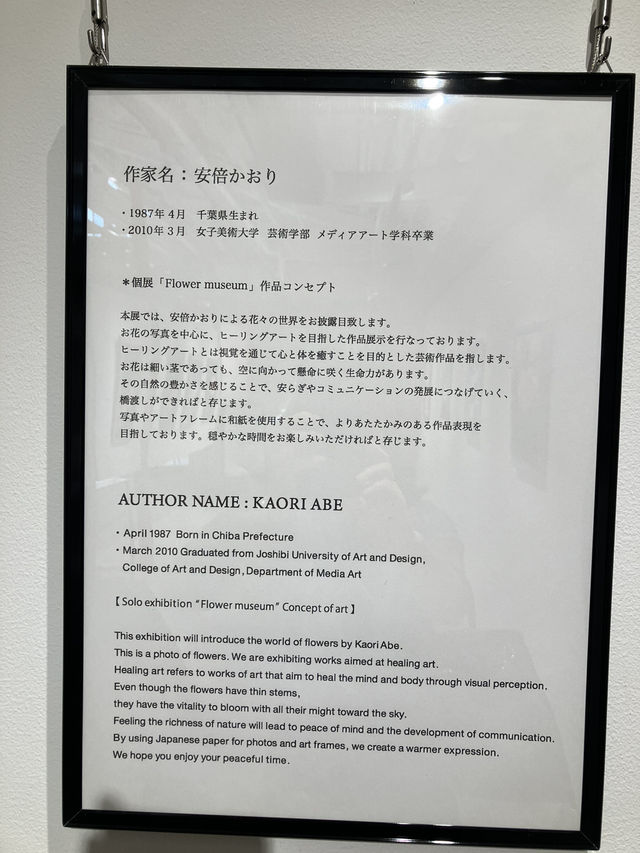 作家名：安倍かおり
・1987年 4月　千葉県生まれ
・2010年 3月　女子美術大学　芸術学部　メディアアート学科卒業
＊個展「Flower museum」作品コンセプト
本展では、安倍かおりによる花々の世界をお披露目致します。
お花の写真を中心に、ヒーリングアートを目指した作品展示を行なっております。
ヒーリングアートとは視覚を通じて心と体を癒すことを目的とした芸術作品を指します。
お花は細い茎であっても、空に向かって懸命に咲く生命力があります。
その自然の豊かさを感じることで、安らぎやコミュニケーションの発展につなげていく、
橋渡しができればと存じます。
写真やアートフレームに和紙を使用することで、よりあたたかみのある作品表現を
目指しております。穏やかな時間をお楽しみいただければと存じます。
AUTHOR NAME : KAORI ABE
・April 1987 Born in Chiba Prefecture
・March 2010 Graduated from Joshibi University of Art and Design,
College of Art and Design, Department of Media Art
【 Solo exhibition "Flower museum" Concept of art 】
This exhibition will introduce the world of flowers by Kaori Abe.
This is a photo of flowers. We are exhibiting works aimed at healing art.
Healing art refers to works of art that aim to heal the mind and body through visual perception.
Even though the flowers have thin stems,
they have the vitality to bloom with all their might toward the sky.
Feeling the richness of nature will lead to peace of mind and the development of communication.
By using Japanese paper for photos and art frames, we create a warmer expression.
We hope you enjoy your peaceful time.